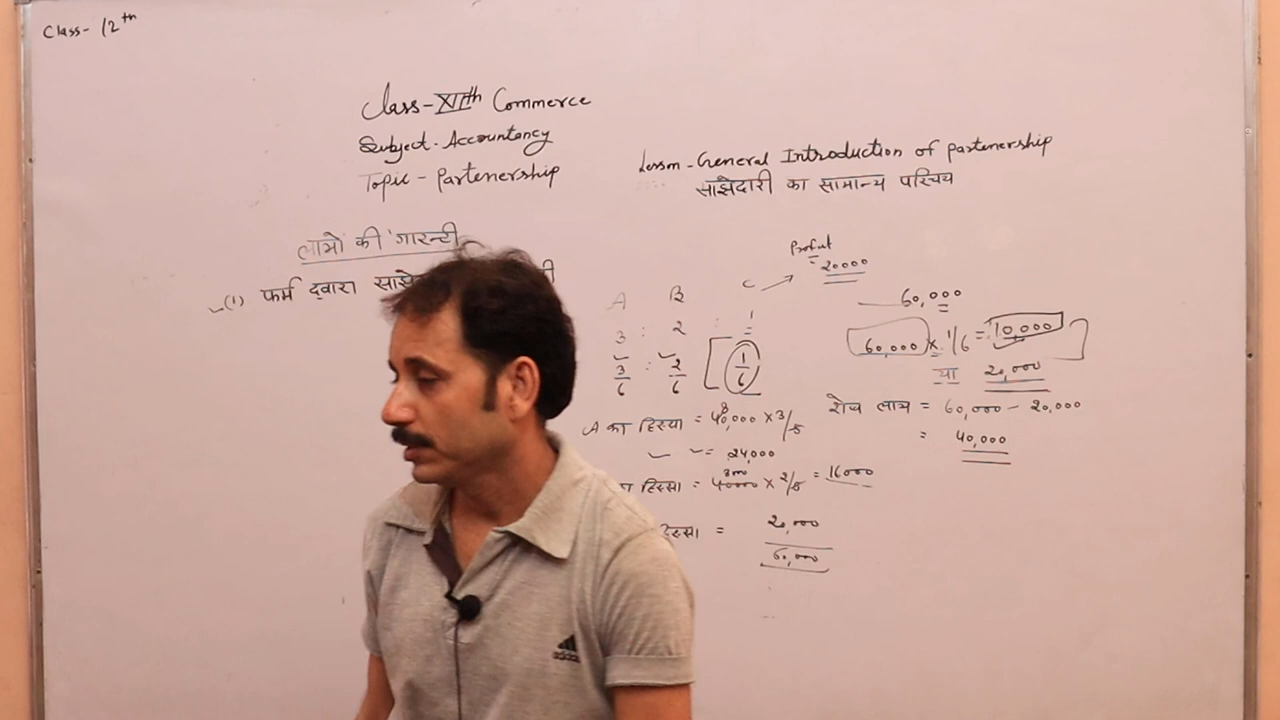 Class- 12th
Class-XIIth Commerce
Subject- Accountancy
Topic - Partenership
Lesson -General Introduction of partenership
साझेदारी का सामान्य परिचय
लाभो की गारन्टी
(1) फर्म द्वारा साझे
A B C
Profit
20000
3 : 2 : 1
3/6 : 2/6 1/6
60,000
60,000 x 1/6 = 10,000
या 20,000
शेष लाभ = 60,000 - 20,000
= 40,000
A का हिस्सा = 40,000 x 3/5
= 24,000
हिस्सा = 40000 x 2/5 = 16000
= 20,000
60,000
adidas